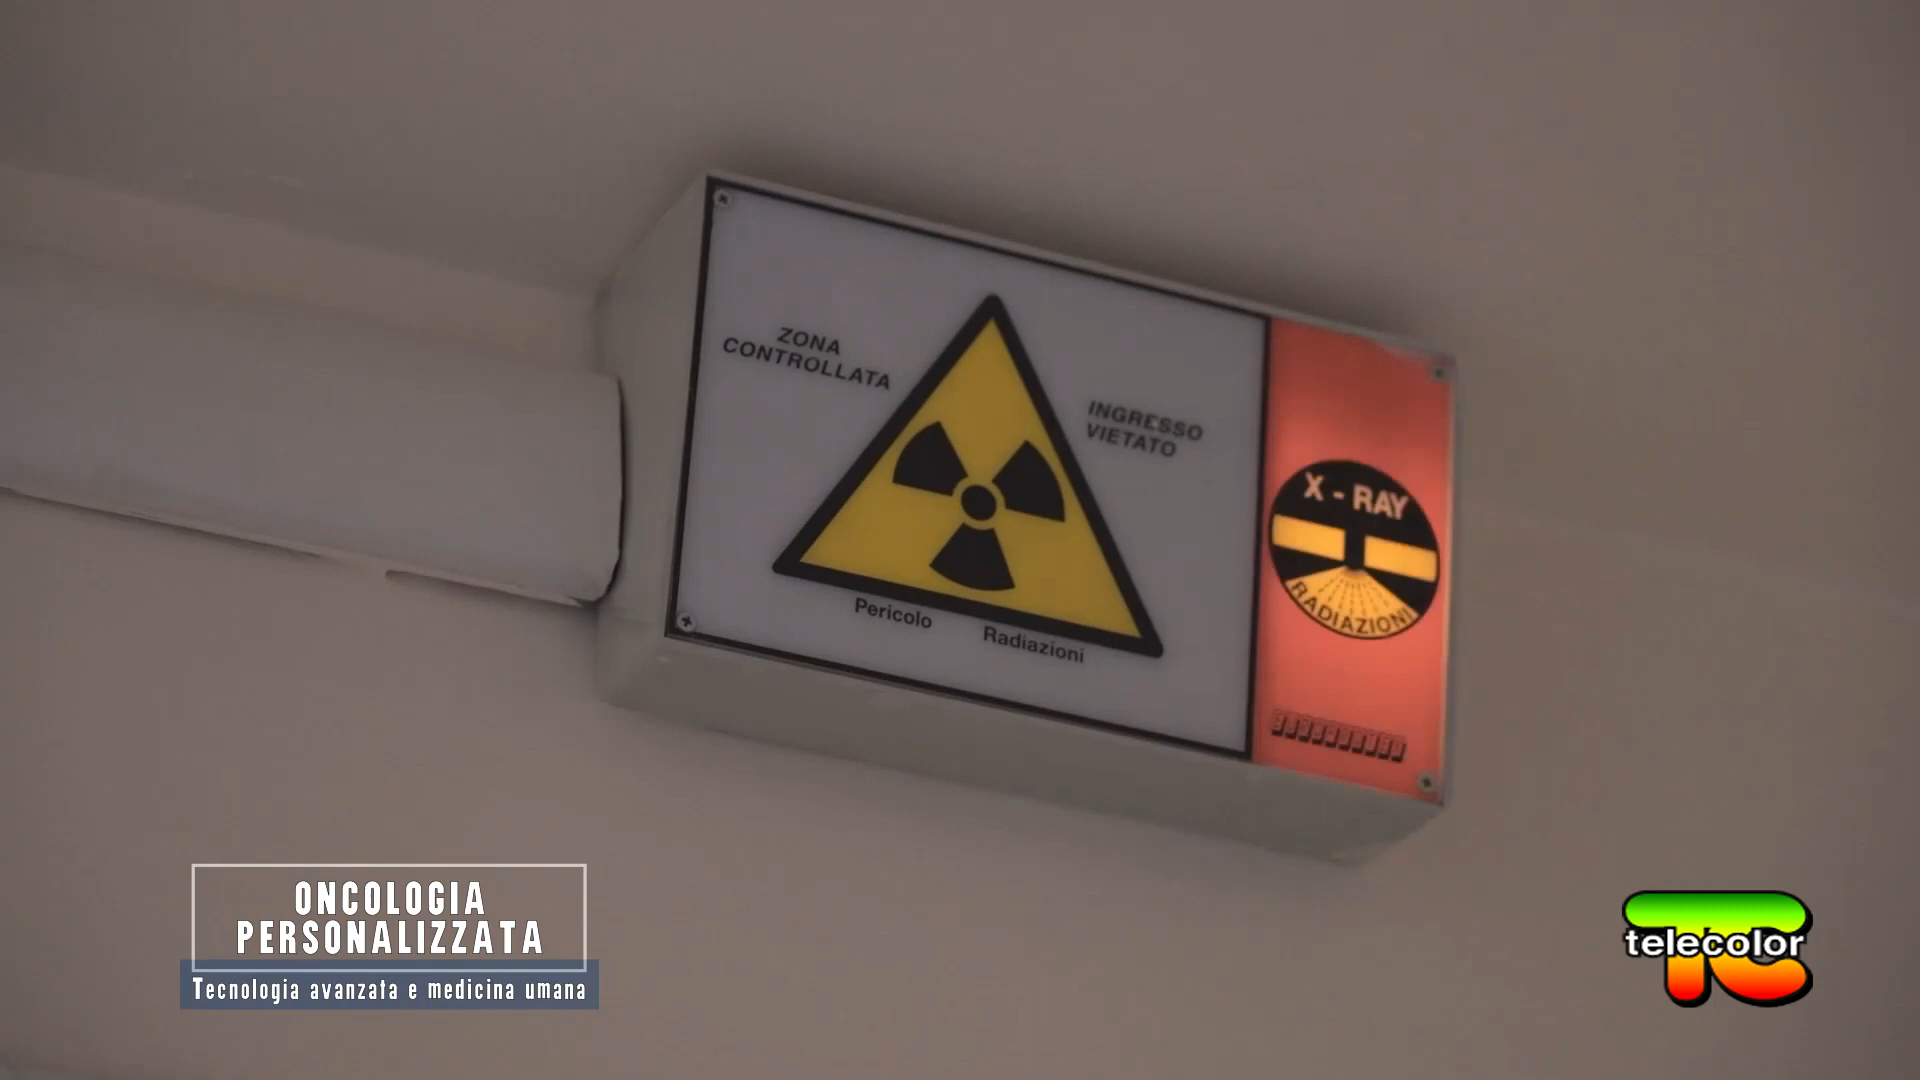 ZONA
CONTROLLATA
INGRESSO
VIETATO
Pericolo Radiazioni
X - RAY
RADIAZIONI
ONCOLOGIA
PERSONALIZZATA
Tecnologia avanzata e medicina umana
telecolor